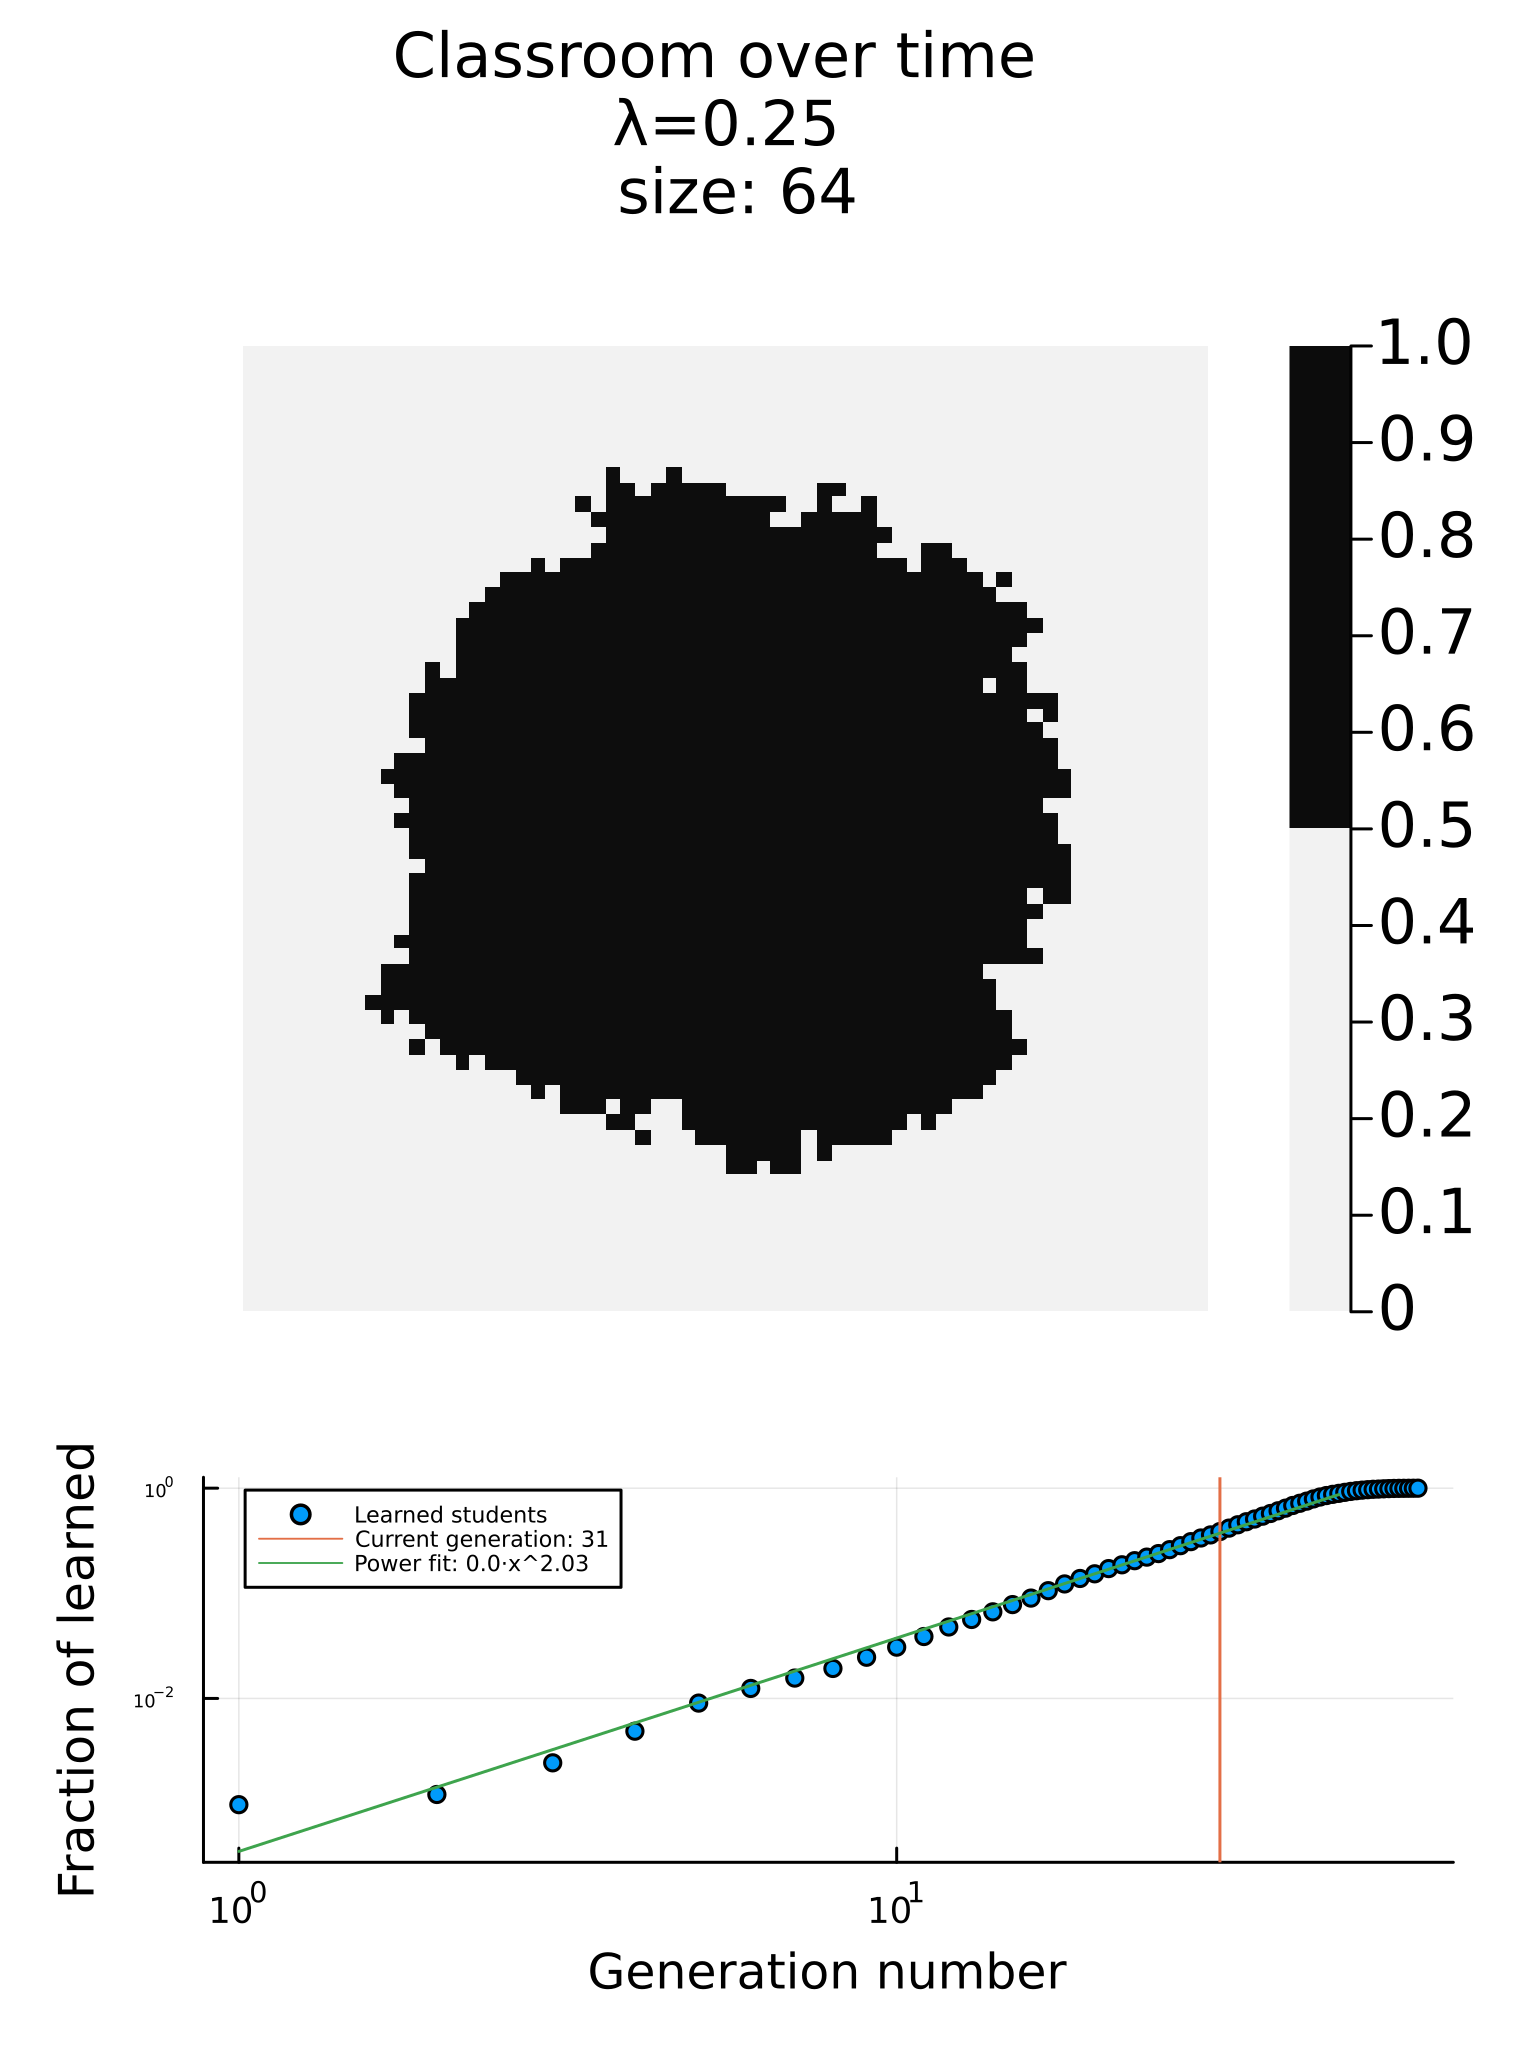 Classroom over time
λ=0.25
size: 64
1.0
0.9
0.8
0.7
0.6
0.5
0.4
0.3
0.2
0.1
0
Fraction of learned
10^0
10^-2
Learned students
Current generation: 31
Power fit: 0.0·x^2.03
10^0
10^1
Generation number